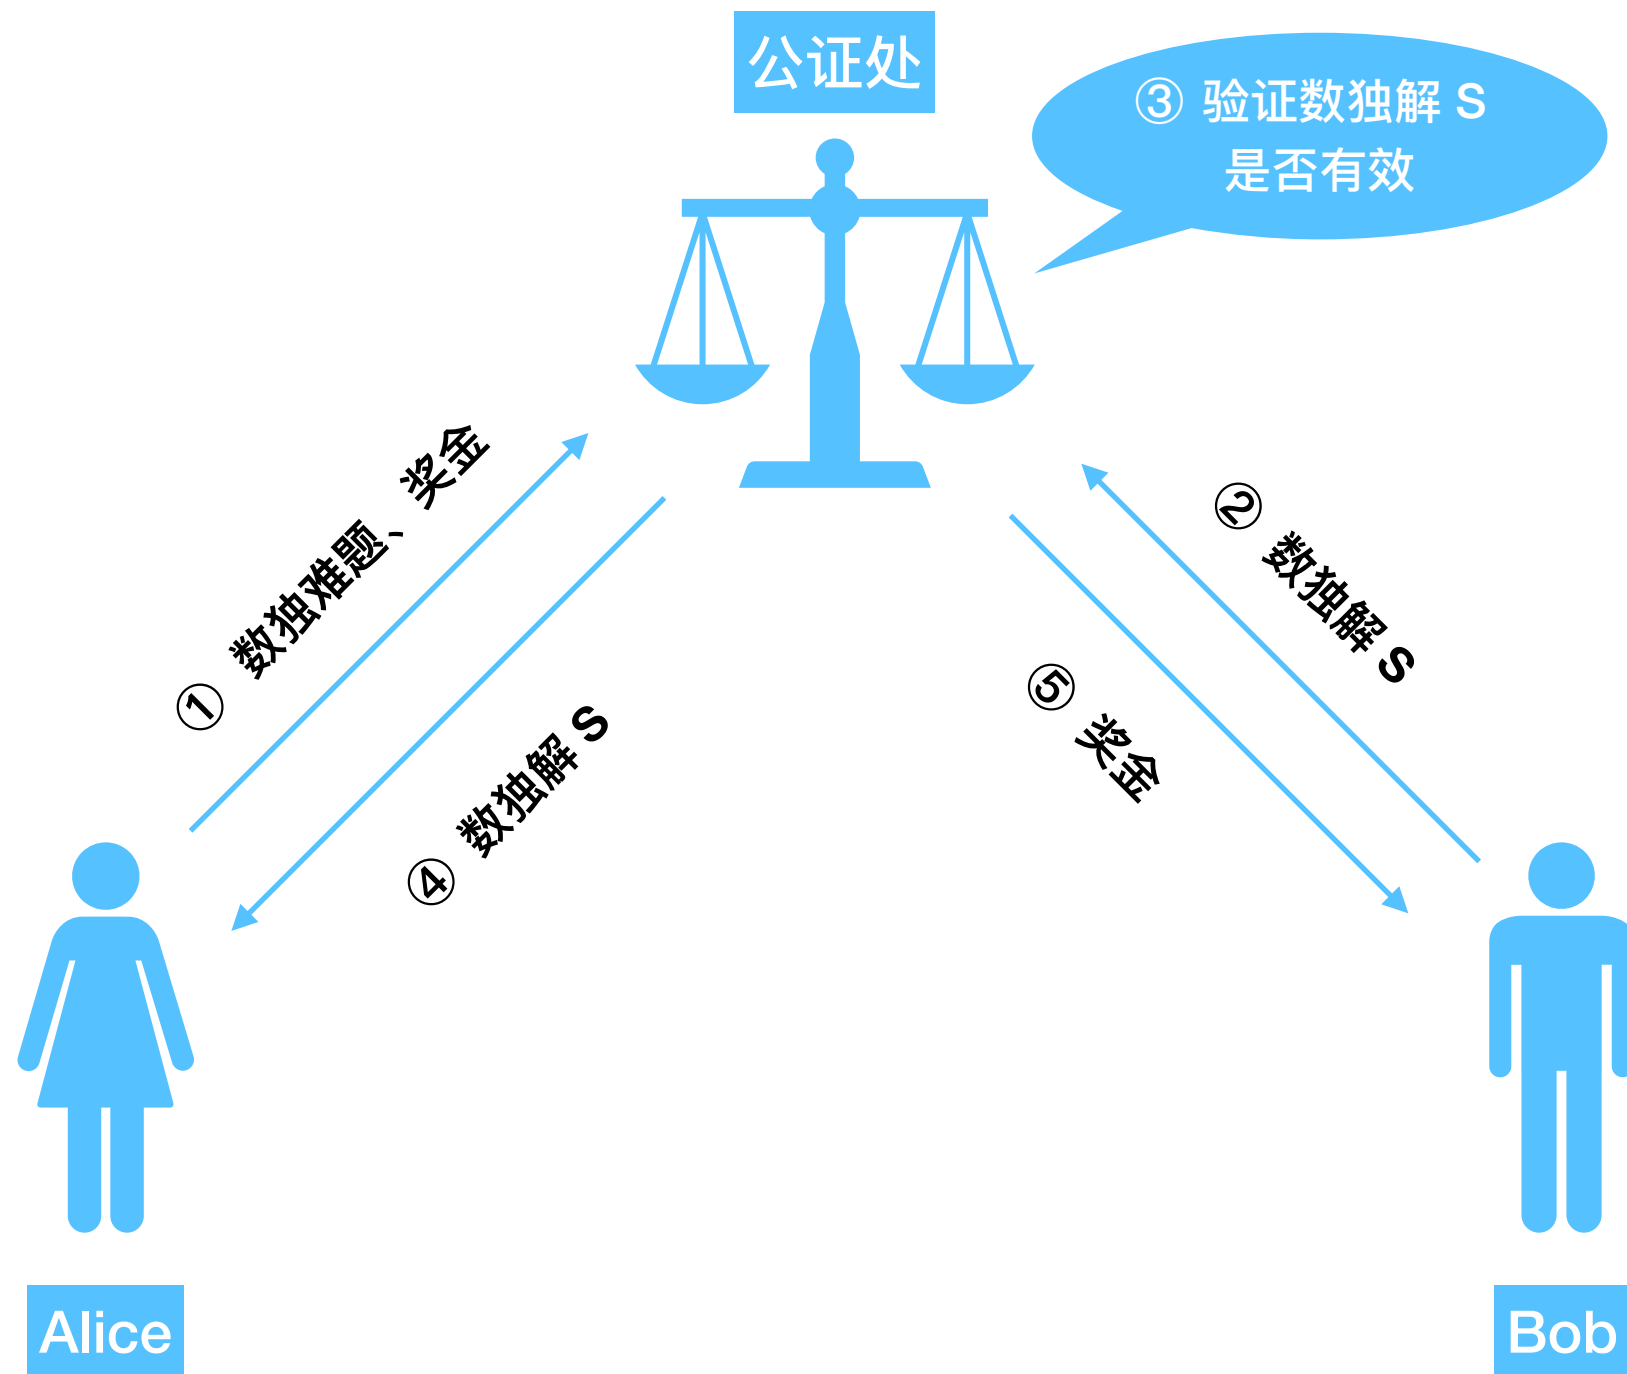 公证处
③ 验证数独解 S
是否有效
① 数独难题、奖金
② 数独解 S
④ 数独解 S
⑤ 奖金
Alice
Bob